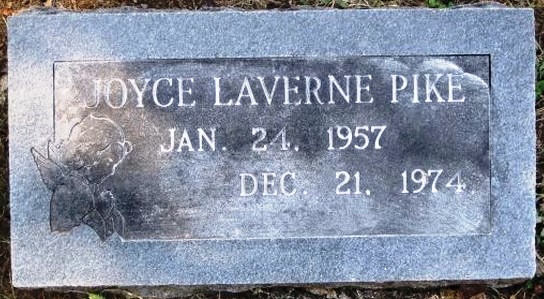 JOYCE LAVERNE PIKE
JAN. 24, 1957
DEC. 21, 1974